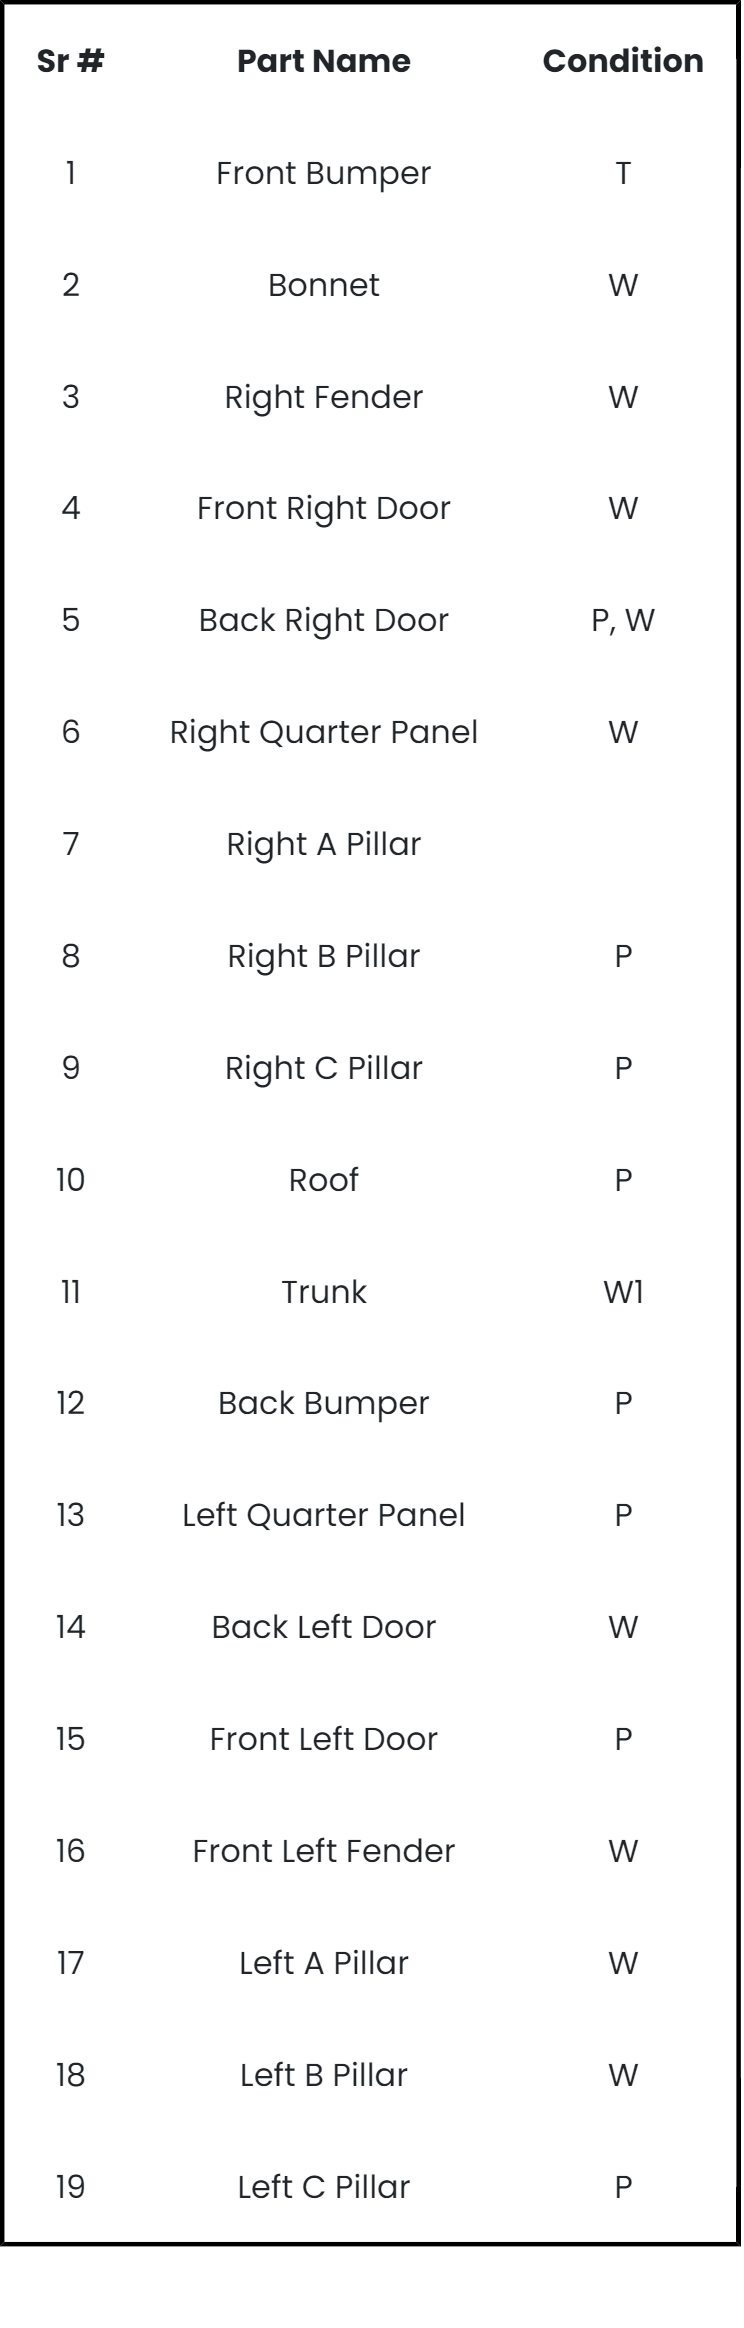 Sr # Part Name Condition
1 Front Bumper T
2 Bonnet W
3 Right Fender W
4 Front Right Door W
5 Back Right Door P, W
6 Right Quarter Panel W
7 Right A Pillar
8 Right B Pillar P
9 Right C Pillar P
10 Roof P
11 Trunk W1
12 Back Bumper P
13 Left Quarter Panel P
14 Back Left Door W
15 Front Left Door P
16 Front Left Fender W
17 Left A Pillar W
18 Left B Pillar W
19 Left C Pillar P